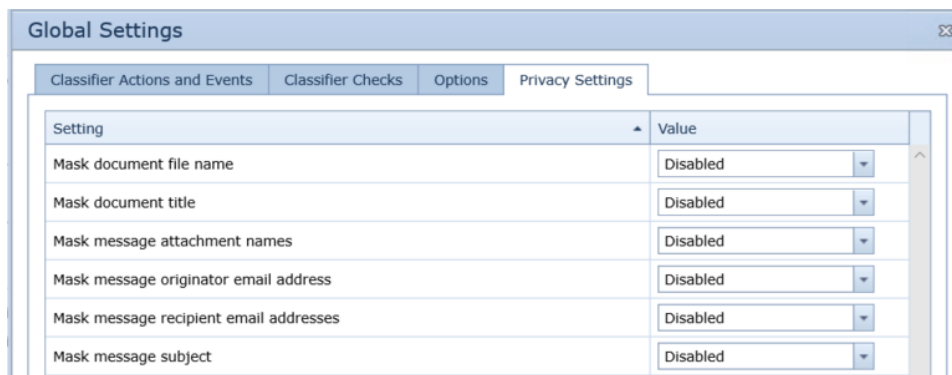 Global Settings
Classifier Actions and Events Classifier Checks Options Privacy Settings
Setting Value
Mask document file name Disabled
Mask document title Disabled
Mask message attachment names Disabled
Mask message originator email address Disabled
Mask message recipient email addresses Disabled
Mask message subject Disabled